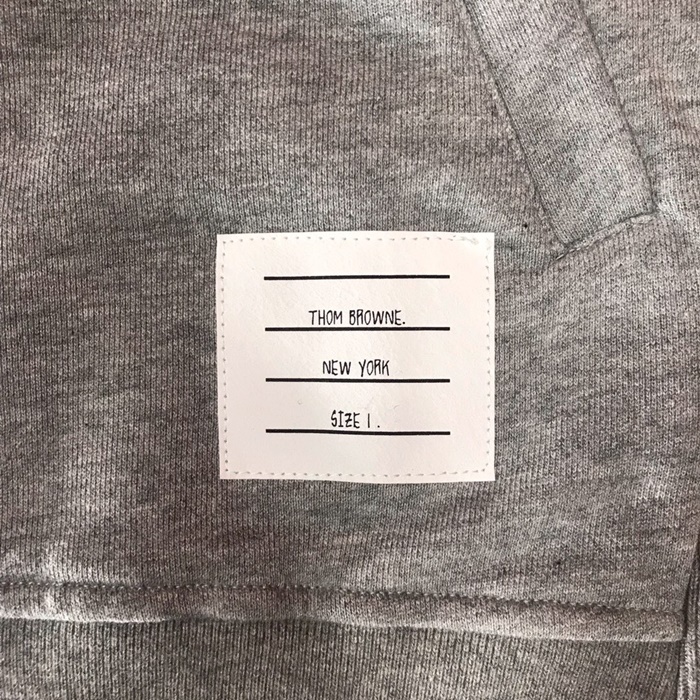 THOM BROWNE.
NEW YORK
SIZE 1 .